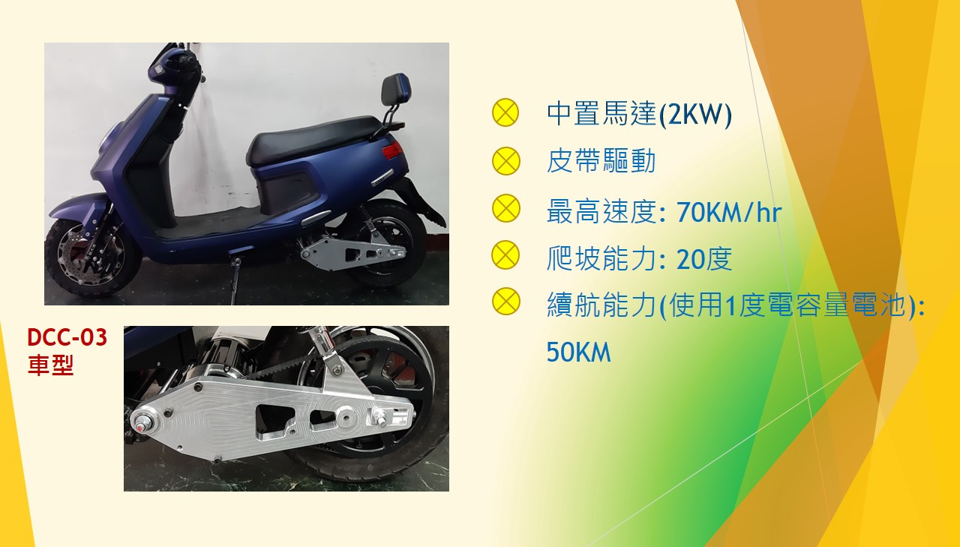 中置馬達(2KW)
皮帶驅動
最高速度: 70KM/hr
爬坡能力: 20度
續航能力(使用1度電容量電池):
50KM
DCC-03
車型